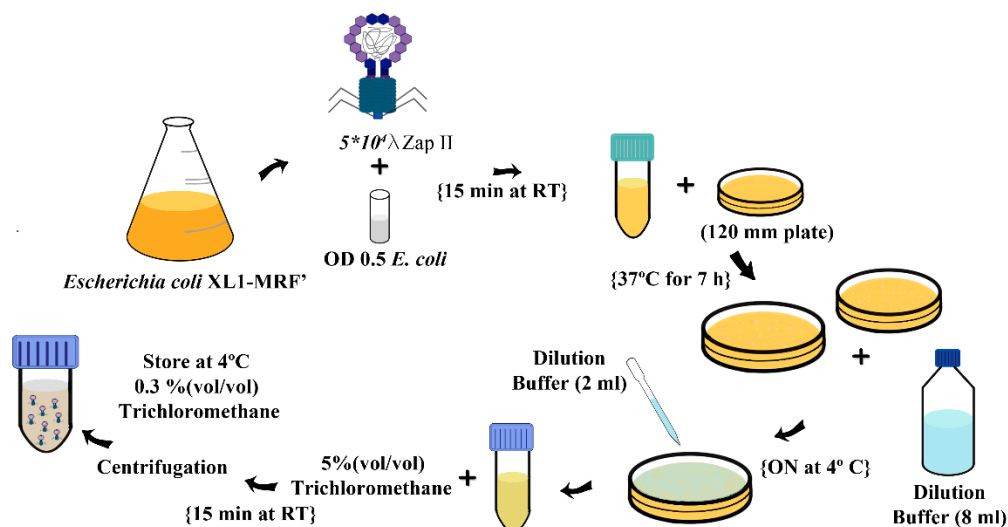 5*10⁴ λ Zap II
+
OD 0.5 E. coli
Escherichia coli XL1-MRF’
{15 min at RT}
+
(120 mm plate)
{37ºC for 7 h}
+
Dilution
Buffer (8 ml)
{ON at 4º C}
Dilution
Buffer (2 ml)
+
5%(vol/vol)
Trichloromethane
{15 min at RT}
Centrifugation
Store at 4ºC
0.3 %(vol/vol)
Trichloromethane